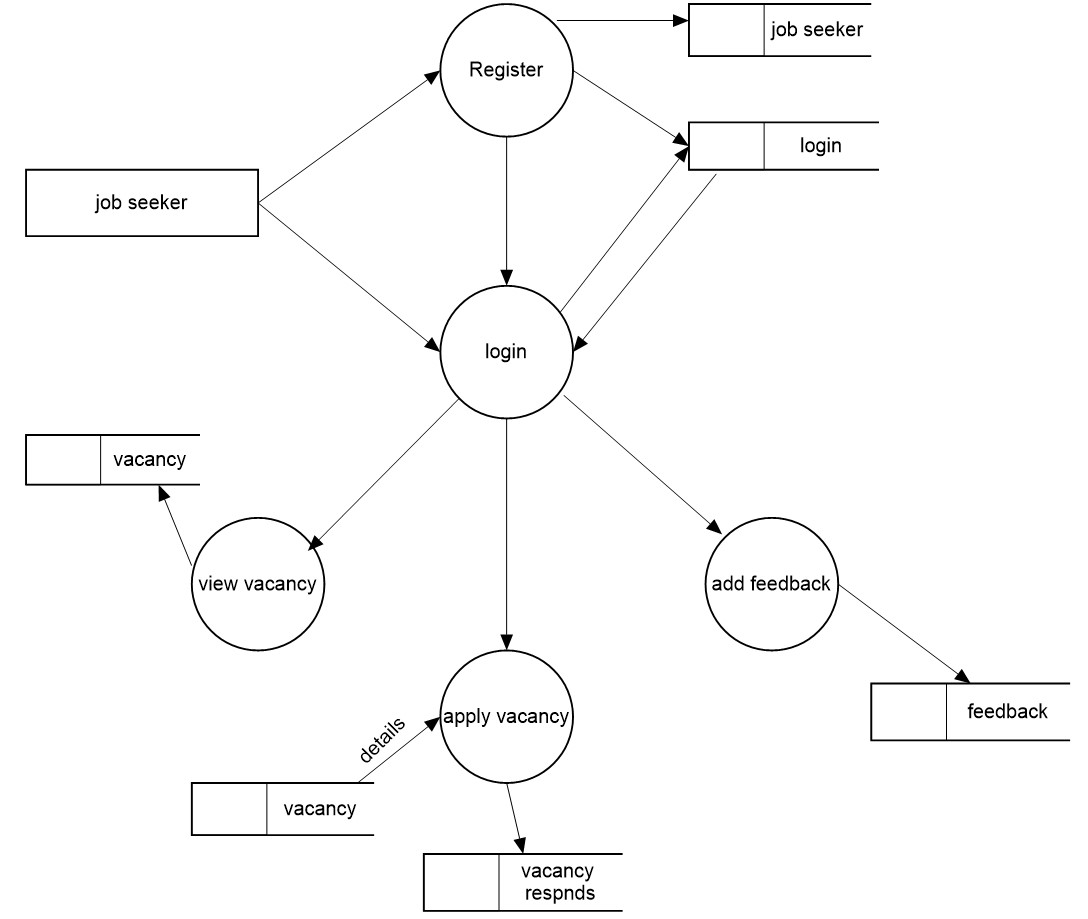 job seeker
Register
login
job seeker
login
vacancy
view vacancy
add feedback
apply vacancy
feedback
details
vacancy
vacancy
respnds